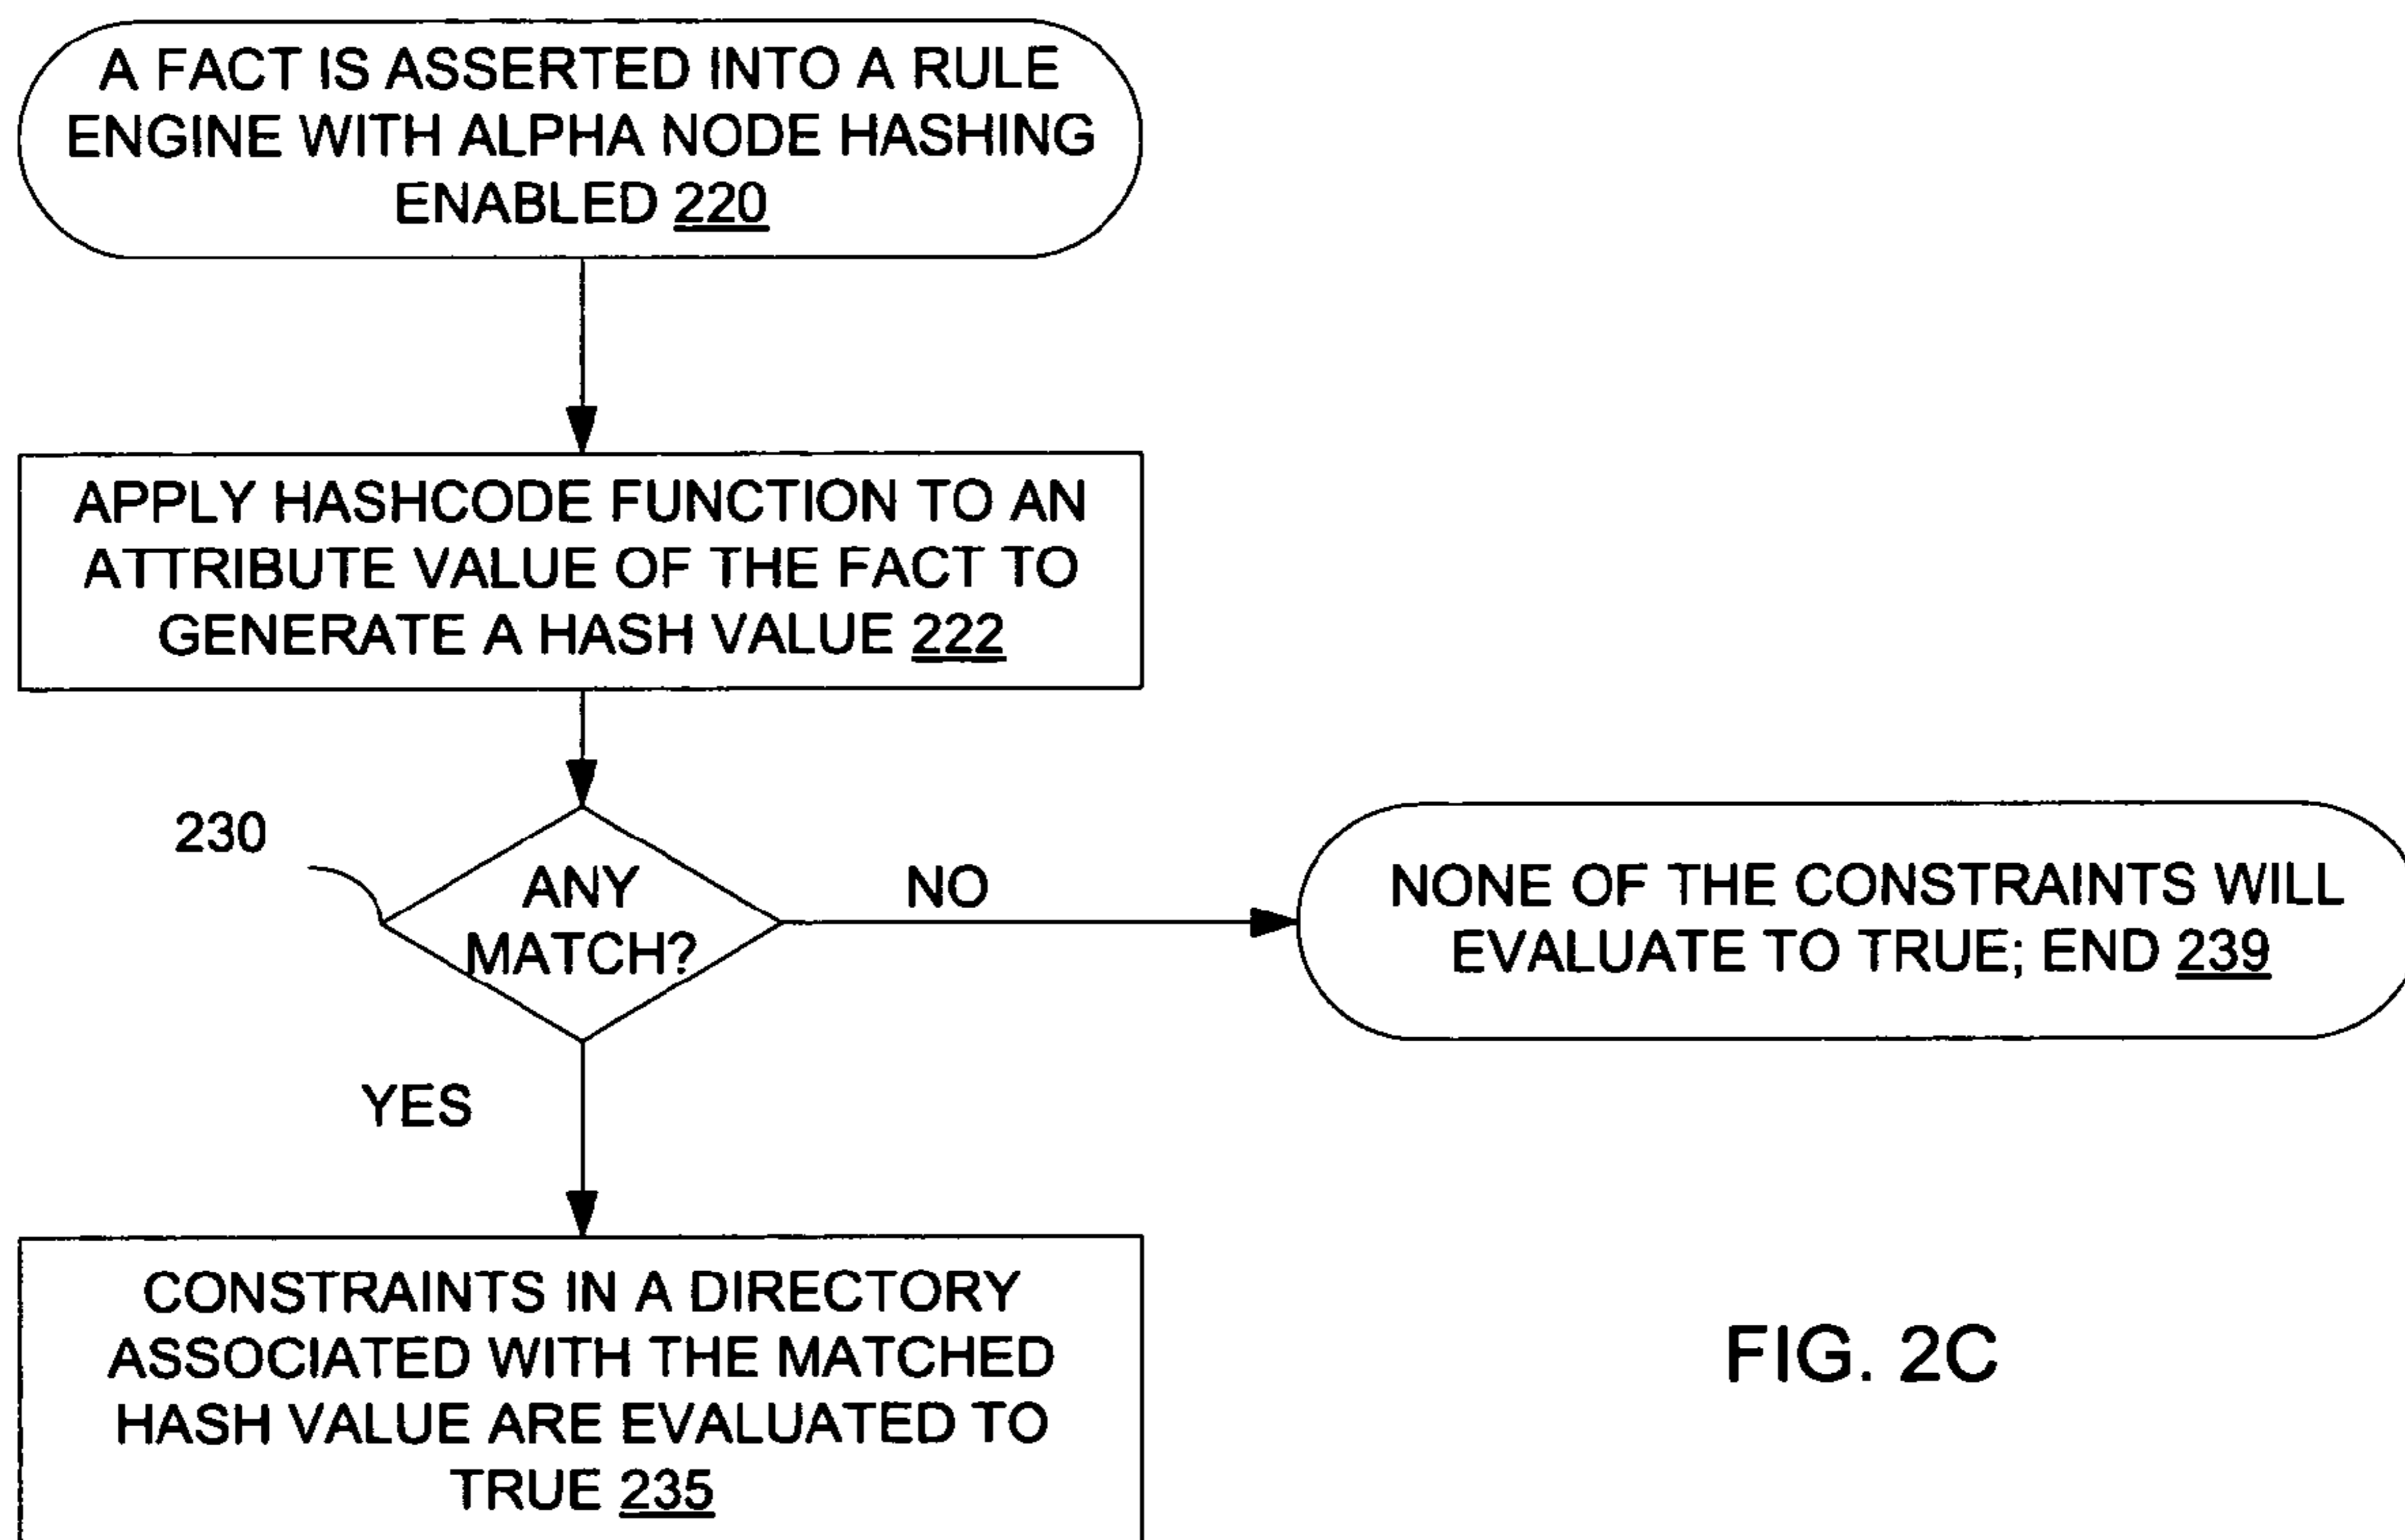 A FACT IS ASSERTED INTO A RULE
ENGINE WITH ALPHA NODE HASHING
ENABLED 220
APPLY HASHCODE FUNCTION TO AN
ATTRIBUTE VALUE OF THE FACT TO
GENERATE A HASH VALUE 222
230
ANY
MATCH?
NO
NONE OF THE CONSTRAINTS WILL
EVALUATE TO TRUE; END 239
YES
CONSTRAINTS IN A DIRECTORY
ASSOCIATED WITH THE MATCHED
HASH VALUE ARE EVALUATED TO
TRUE 235
FIG. 2C